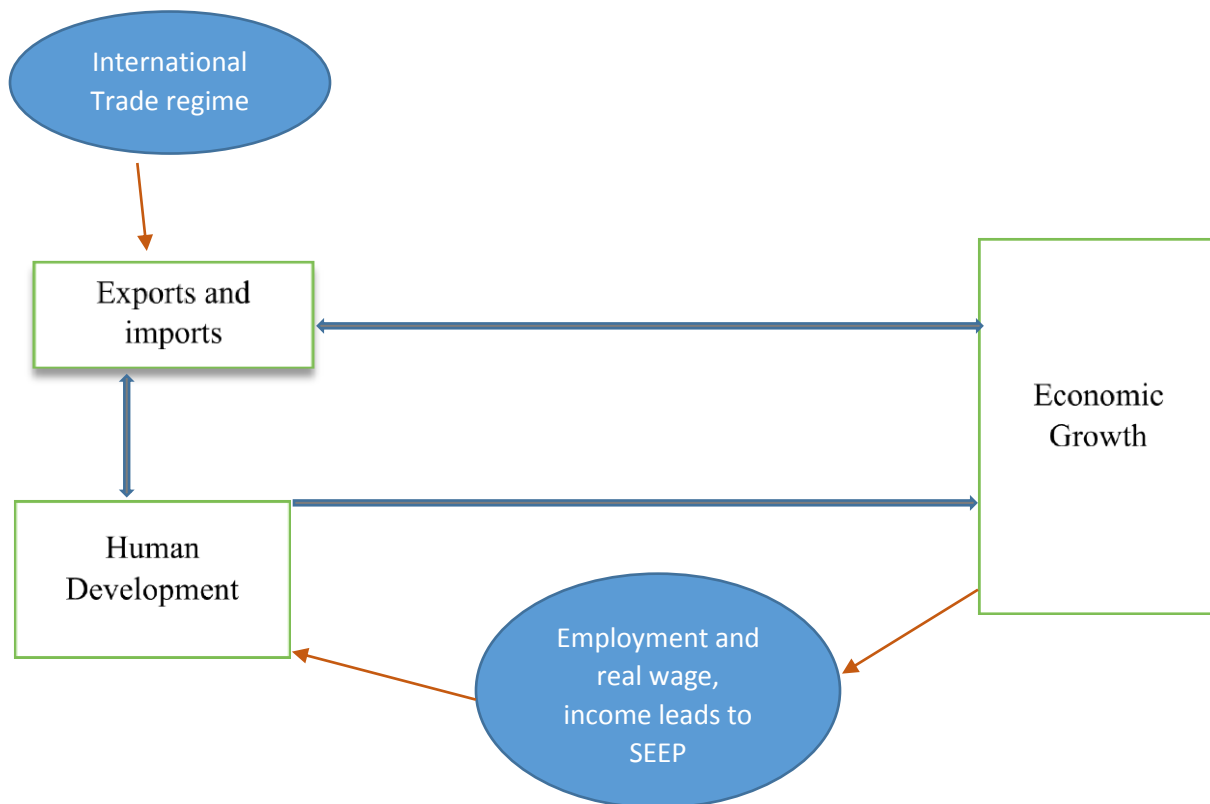 International
Trade regime
Exports and
imports
Economic
Growth
Human
Development
Employment and
real wage,
income leads to
SEEP